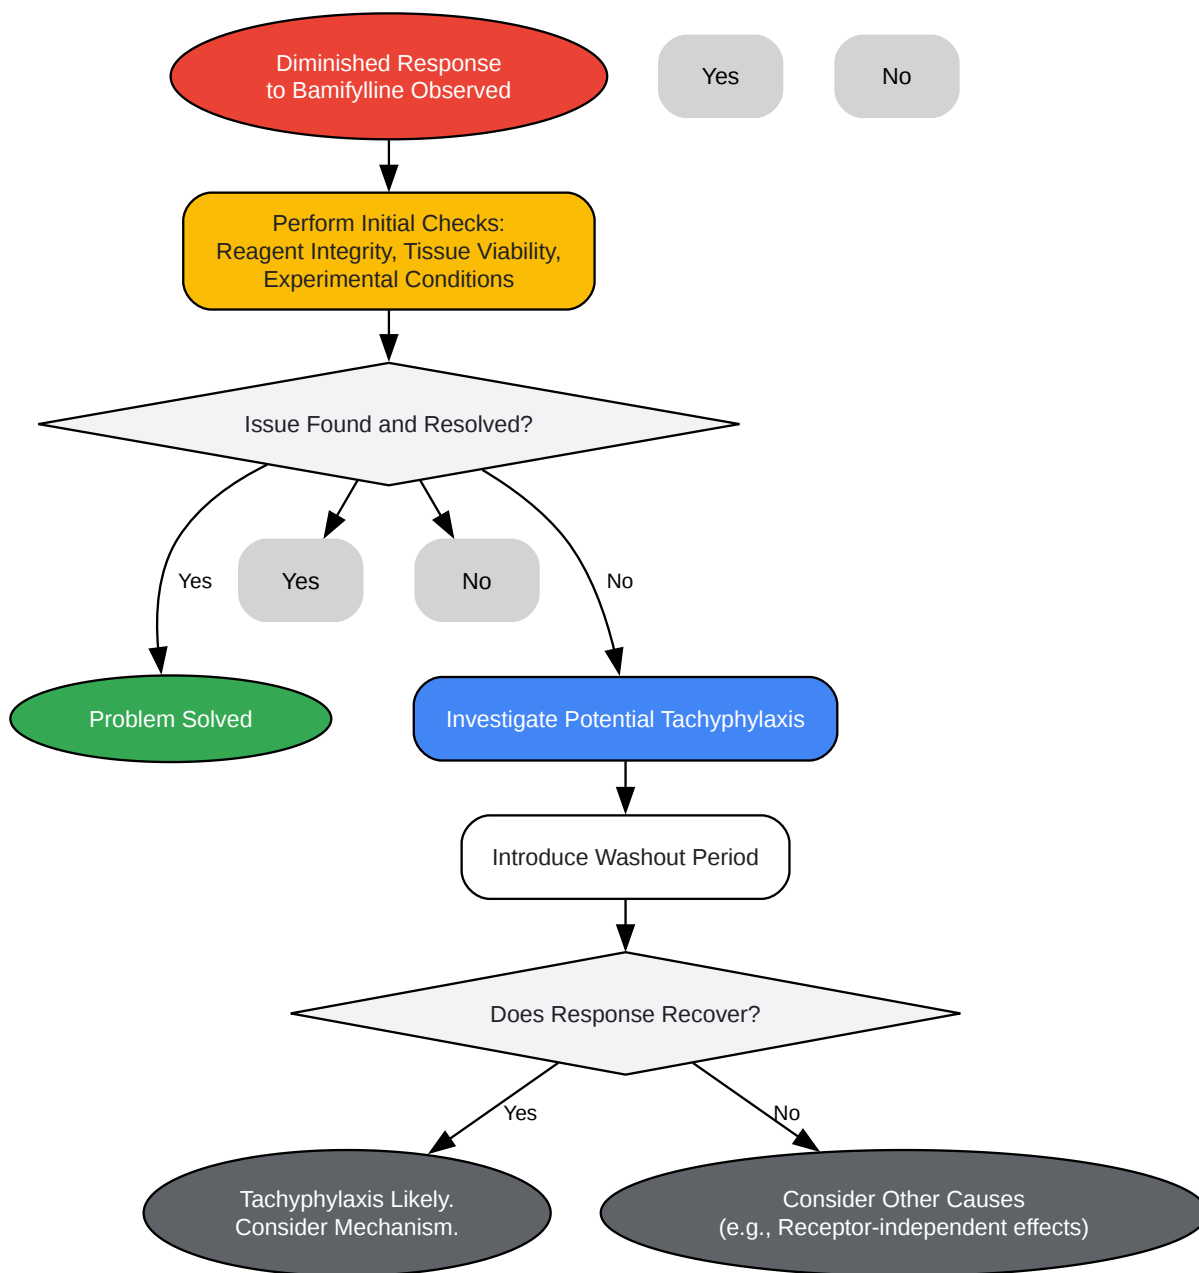 Diminished Response
to Bamifylline Observed
Yes
No
Perform Initial Checks:
Reagent Integrity, Tissue Viability,
Experimental Conditions
Issue Found and Resolved?
Yes
Yes
No
No
Problem Solved
Investigate Potential Tachyphylaxis
Introduce Washout Period
Does Response Recover?
Yes
No
Tachyphylaxis Likely.
Consider Mechanism.
Consider Other Causes
(e.g., Receptor-independent effects)